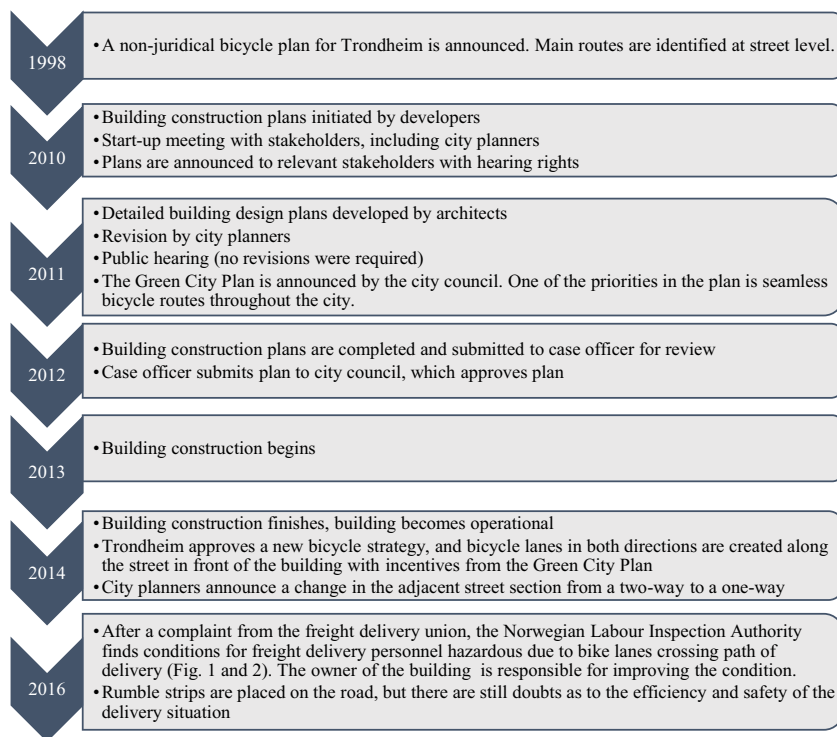 1998
•A non-juridical bicycle plan for Trondheim is announced. Main routes are identified at street level.
2010
•Building construction plans initiated by developers
•Start-up meeting with stakeholders, including city planners
•Plans are announced to relevant stakeholders with hearing rights
2011
•Detailed building design plans developed by architects
•Revision by city planners
•Public hearing (no revisions were required)
•The Green City Plan is announced by the city council. One of the priorities in the plan is seamless
bicycle routes throughout the city.
2012
•Building construction plans are completed and submitted to case officer for review
•Case officer submits plan to city council, which approves plan
2013
•Building construction begins
2014
•Building construction finishes, building becomes operational
•Trondheim approves a new bicycle strategy, and bicycle lanes in both directions are created along
the street in front of the building with incentives from the Green City Plan
•City planners announce a change in the adjacent street section from a two-way to a one-way
2016
•After a complaint from the freight delivery union, the Norwegian Labour Inspection Authority
finds conditions for freight delivery personnel hazardous due to bike lanes crossing path of
delivery (Fig. 1 and 2). The owner of the building is responsible for improving the condition.
•Rumble strips are placed on the road, but there are still doubts as to the efficiency and safety of the
delivery situation